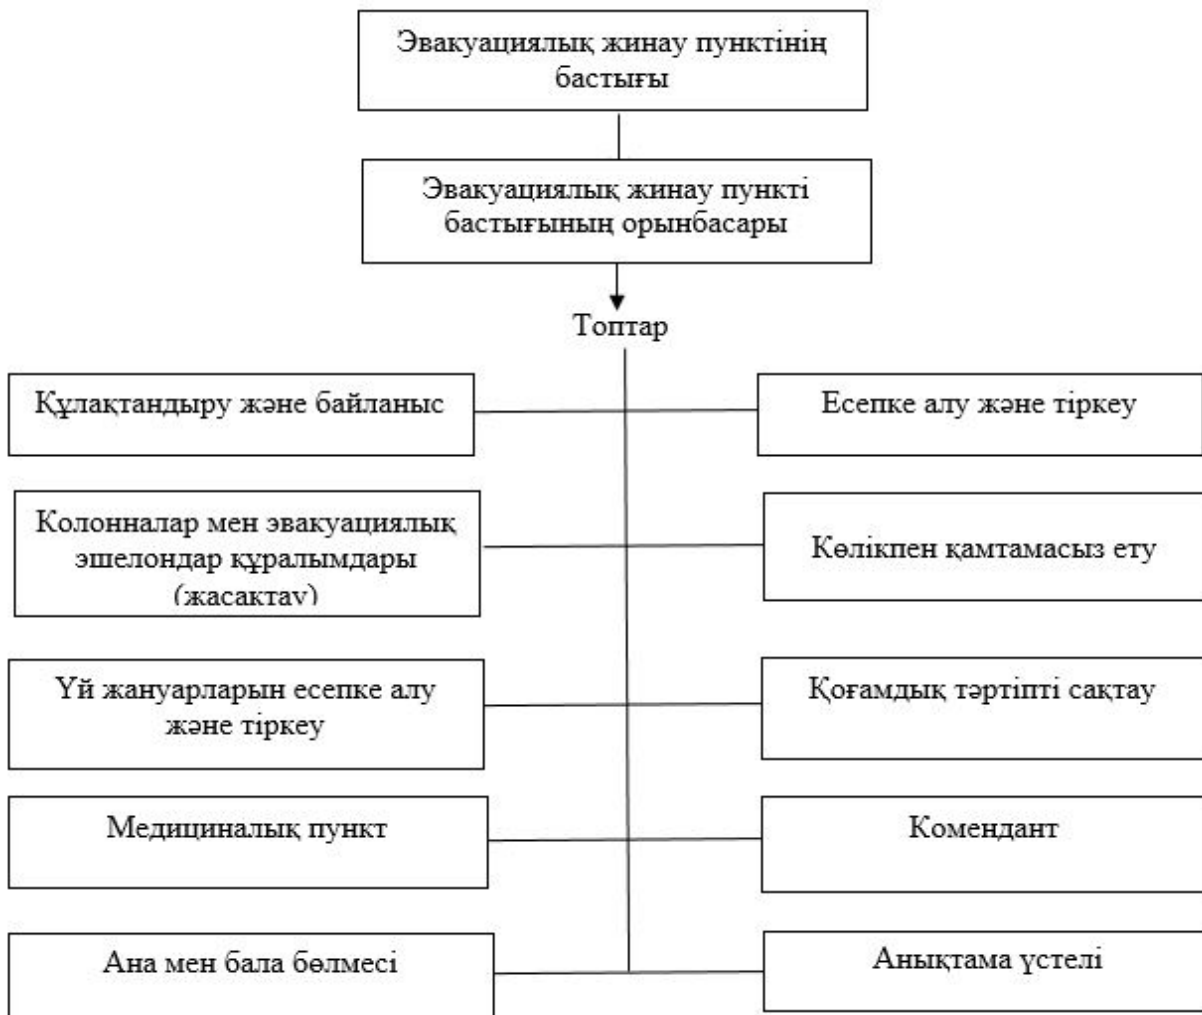 Эвакуациялық жинау пунктінің
бастығы
Эвакуациялық жинау пункті
бастығының орынбасары
Топтар
Құлақтандыру және байланыс
Есепке алу және тіркеу
Колонналар мен эвакуациялық
эшелондар құралымдары
(жасақтау)
Көлікпен қамтамасыз ету
Үй жануарларын есепке алу
және тіркеу
Қоғамдық тәртіпті сақтау
Медициналық пункт
Комендант
Ана мен бала бөлмесі
Анықтама үстелі